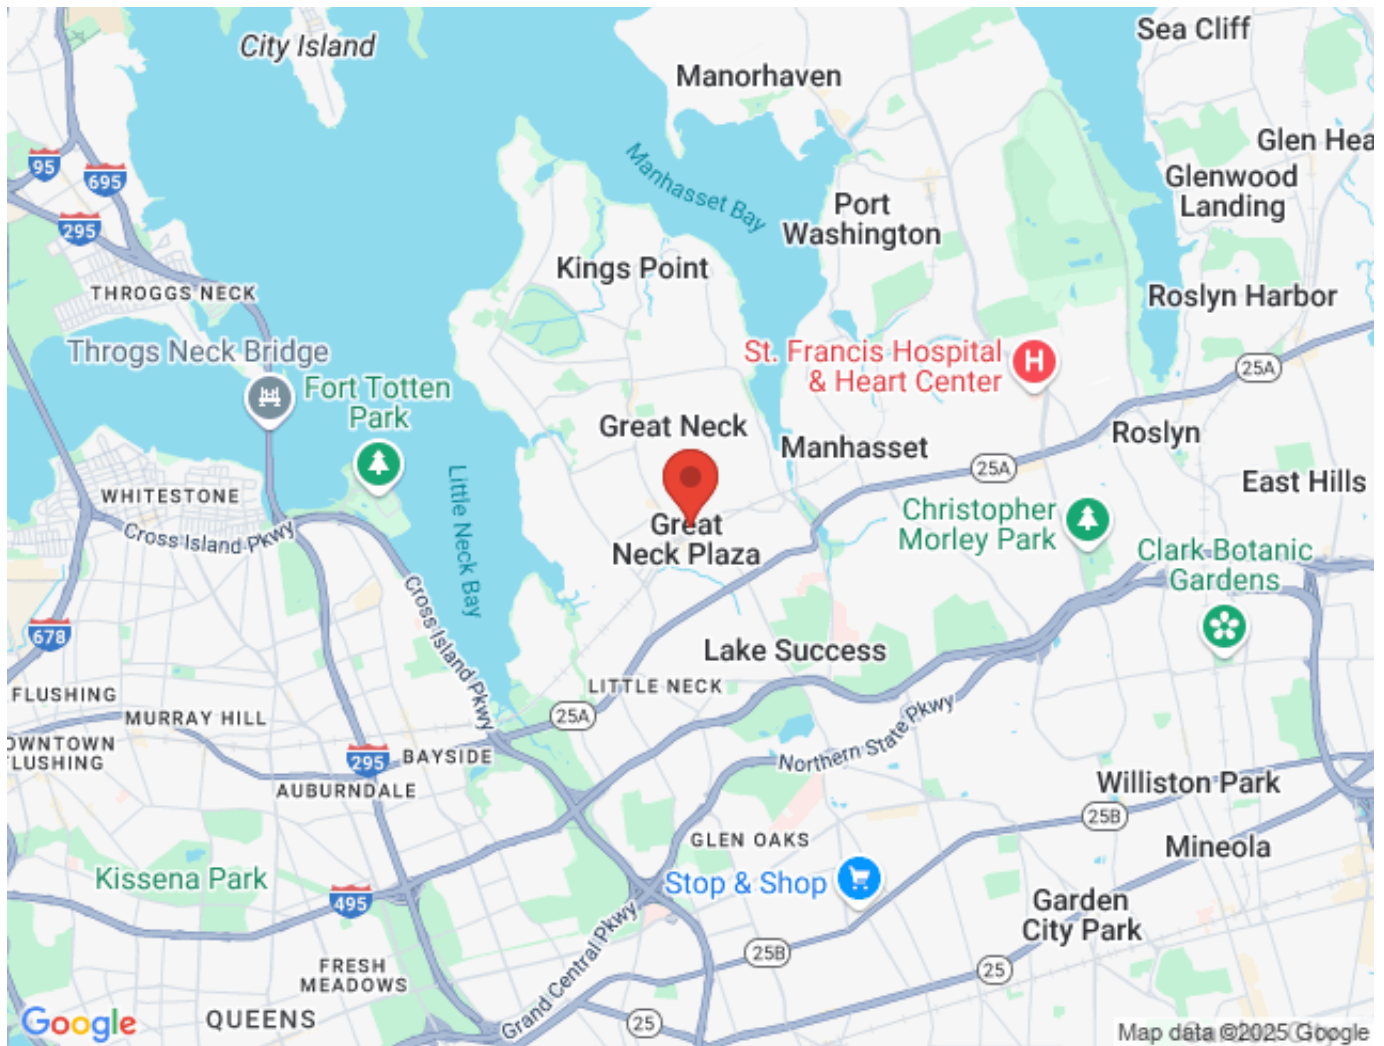 City Island
Sea Cliff
Manorhaven
Glen Hea
95
695
Manhasset Bay
Glenwood
Landing
Port
Washington
295
Kings Point
THROGGS NECK
Roslyn Harbor
Throgs Neck Bridge
St. Francis Hospital
& Heart Center
H
25A
Fort Totten
Park
Great Neck
Manhasset
Roslyn
25A
East Hills
WHITESTONE
Little Neck Bay
Christopher
Morley Park
Cross Island Pkwy
Great
Neck Plaza
Clark Botanic
Gardens
Cross Island Pkwy
678
Lake Success
FLUSHING
LITTLE NECK
MURRAY HILL
25A
Northern State Pkwy
OWNTOWN
FLUSHING
295
BAYSIDE
AUBURNDALE
Williston Park
25B
GLEN OAKS
Mineola
Kissena Park
Stop & Shop
495
Garden
City Park
Grand Central Pkwy
25B
FRESH
MEADOWS
25
Google
QUEENS
25
Map data ©2025 Google